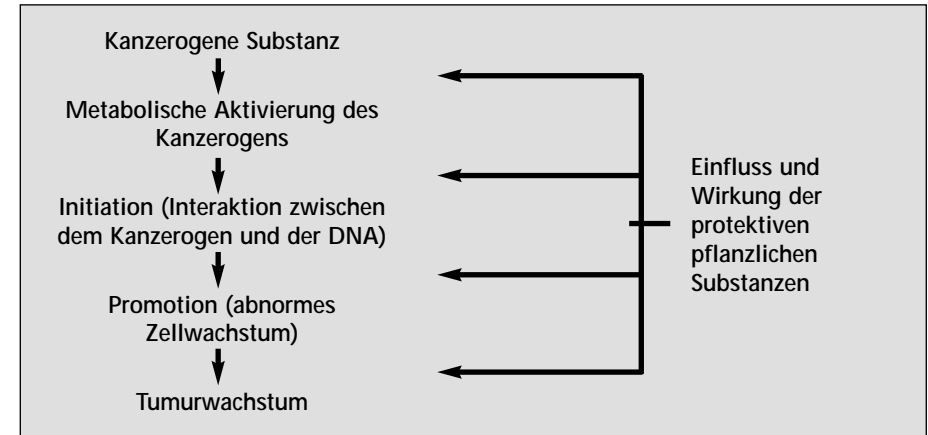 Kanzerogene Substanz
Metabolische Aktivierung des
Kanzerogens
Initiation (Interaktion zwischen
dem Kanzerogen und der DNA)
Promotion (abnormes
Zellwachstum)
Tumurwachstum
Einfluss und
Wirkung der
protektiven
pflanzlichen
Substanzen